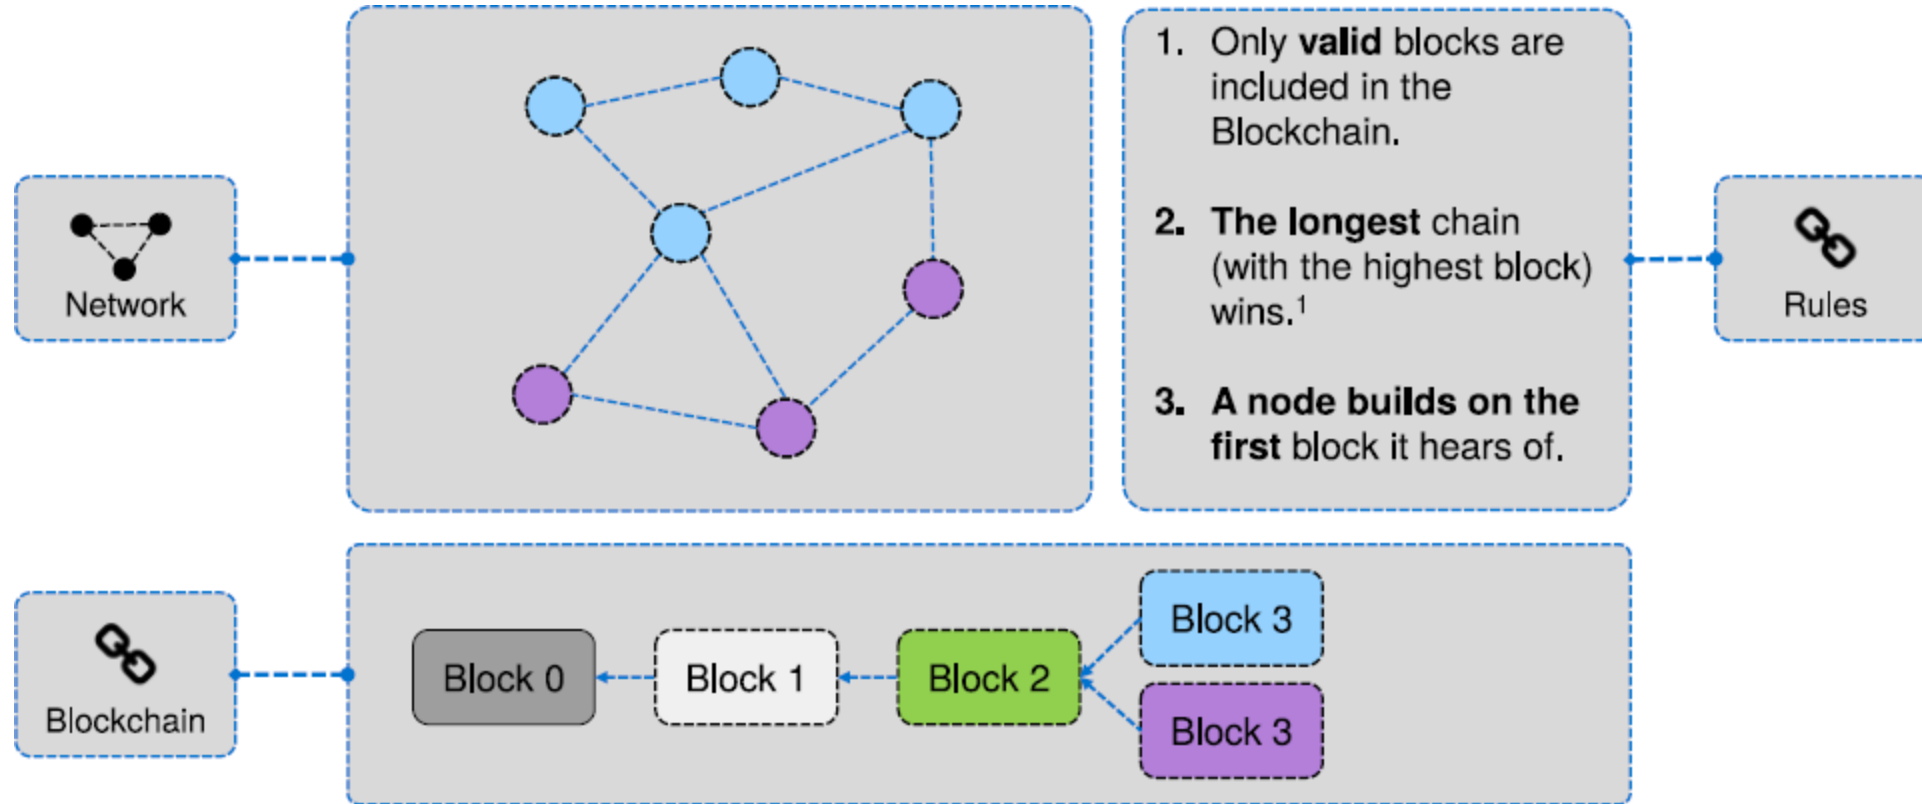 Network
1. Only valid blocks are
included in the
Blockchain.
2. The longest chain
(with the highest block)
wins.¹
3. A node builds on the
first block it hears of.
Rules
Blockchain
Block 0
Block 1
Block 2
Block 3
Block 3